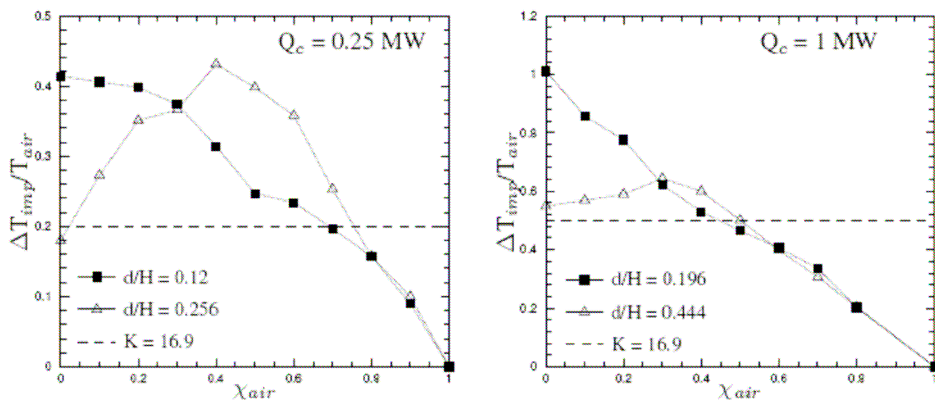 0.5
Q_c = 0.25 MW
0.4
0.3
0.2
0.1
0
ΔT_imp/T_air
d/H = 0.12
d/H = 0.256
K = 16.9
0 0.2 0.4 0.6 0.8 1
χ_air
1.2
Q_c = 1 MW
1
0.8
0.6
0.4
0.2
0
ΔT_imp/T_air
d/H = 0.196
d/H = 0.444
K = 16.9
0 0.2 0.4 0.6 0.8 1
χ_air